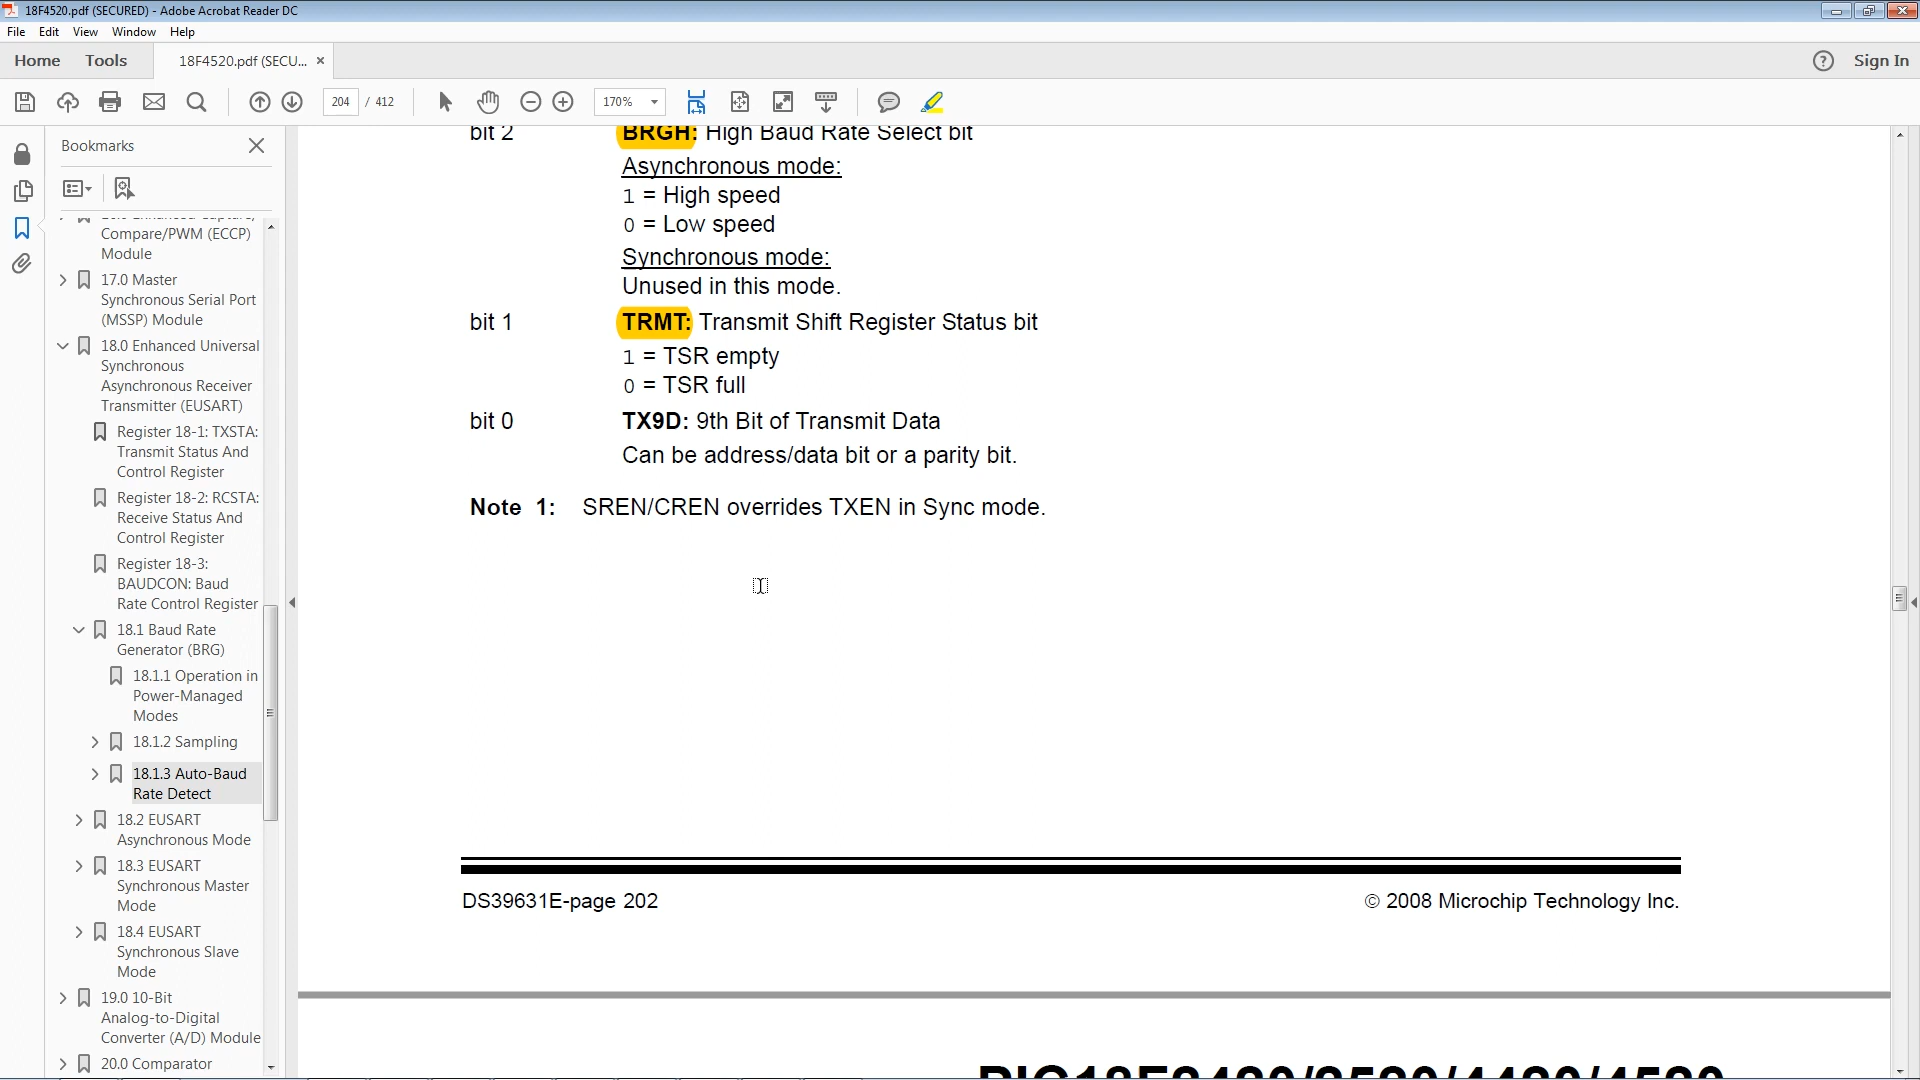 18F4520.pdf (SECURED) - Adobe Acrobat Reader DC
File Edit View Window Help
Home Tools 18F4520.pdf (SECU... × ? Sign In
204 / 412 170%
Bookmarks
Compare/PWM (ECCP)
Module
17.0 Master
Synchronous Serial Port
(MSSP) Module
18.0 Enhanced Universal
Synchronous
Asynchronous Receiver
Transmitter (EUSART)
Register 18-1: TXSTA:
Transmit Status And
Control Register
Register 18-2: RCSTA:
Receive Status And
Control Register
Register 18-3:
BAUDCON: Baud
Rate Control Register
18.1 Baud Rate
Generator (BRG)
18.1.1 Operation in
Power-Managed
Modes
18.1.2 Sampling
18.1.3 Auto-Baud
Rate Detect
18.2 EUSART
Asynchronous Mode
18.3 EUSART
Synchronous Master
Mode
18.4 EUSART
Synchronous Slave
Mode
19.0 10-Bit
Analog-to-Digital
Converter (A/D) Module
20.0 Comparator
bit 2 BRGH: High Baud Rate Select bit
Asynchronous mode:
1 = High speed
0 = Low speed
Synchronous mode:
Unused in this mode.
bit 1 TRMT: Transmit Shift Register Status bit
1 = TSR empty
0 = TSR full
bit 0 TX9D: 9th Bit of Transmit Data
Can be address/data bit or a parity bit.
Note 1: SREN/CREN overrides TXEN in Sync mode.
DS39631E-page 202 © 2008 Microchip Technology Inc.
PIC18F2420/2520/4420/4520